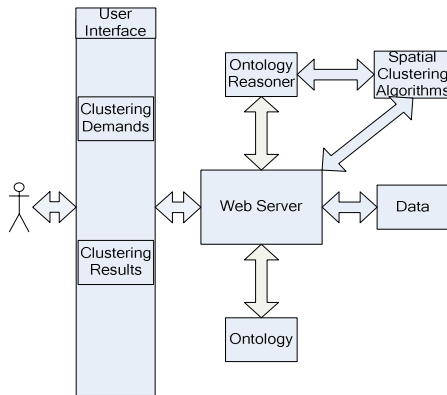 User
Interface
Clustering
Demands
Clustering
Results
Ontology
Reasoner
Spatial
Clustering
Algorithms
Web Server
Data
Ontology